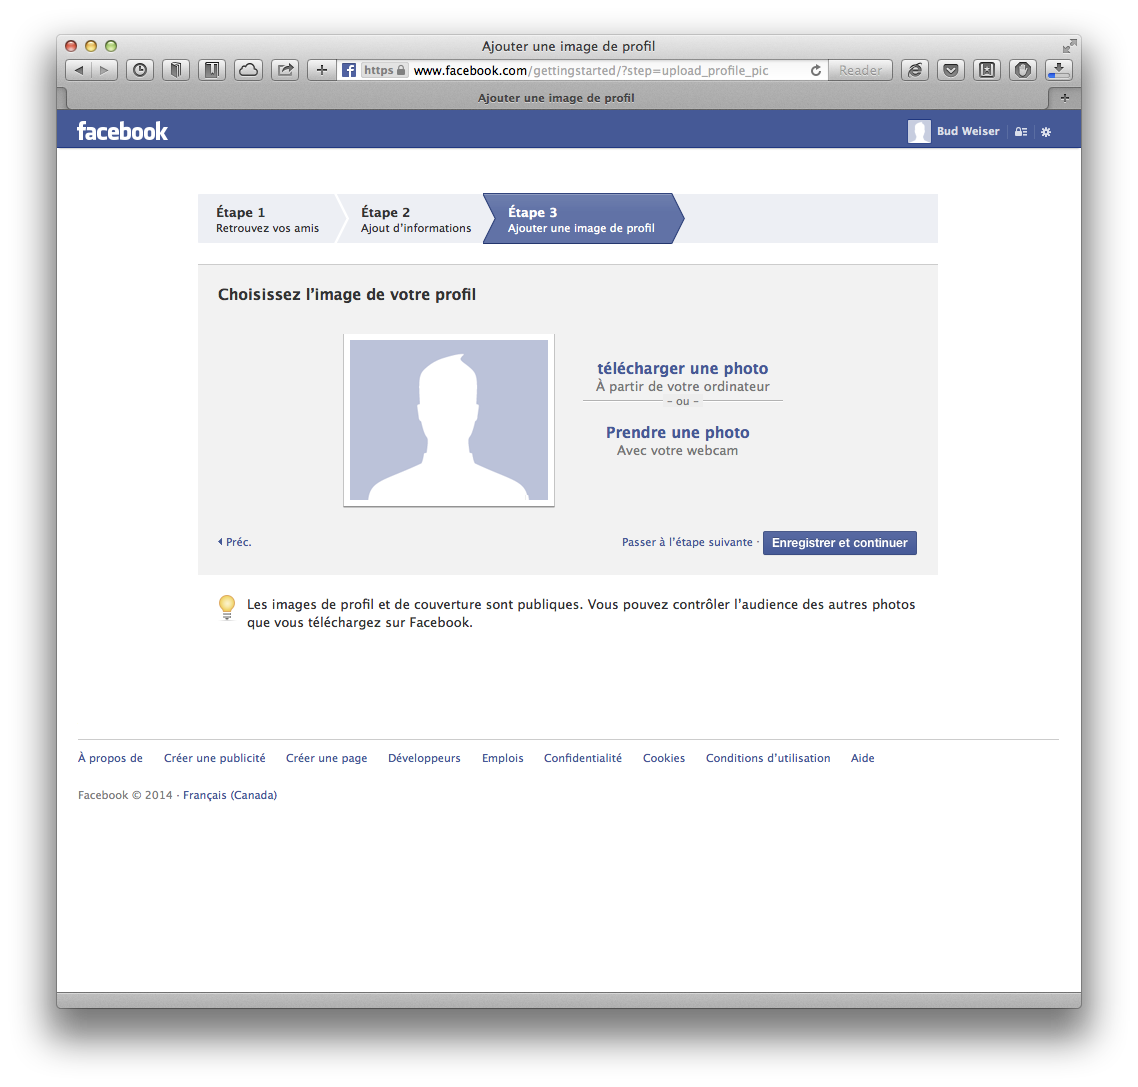 Ajouter une image de profil
https www.facebook.com/gettingstarted/?step=upload_profile_pic Reader
Ajouter une image de profil
facebook
Bud Weiser
Étape 1
Retrouvez vos amis
Étape 2
Ajout d'informations
Étape 3
Ajouter une image de profil
Choisissez l'image de votre profil
télécharger une photo
À partir de votre ordinateur
- ou -
Prendre une photo
Avec votre webcam
Préc.
Passer à l'étape suivante · Enregistrer et continuer
Les images de profil et de couverture sont publiques. Vous pouvez contrôler l'audience des autres photos
que vous téléchargez sur Facebook.
À propos de Créer une publicité Créer une page Développeurs Emplois Confidentialité Cookies Conditions d'utilisation Aide
Facebook © 2014 · Français (Canada)